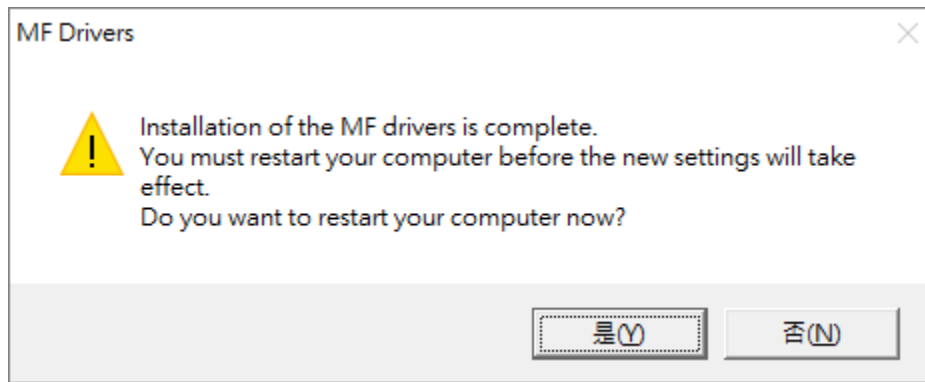 MF Drivers
Installation of the MF drivers is complete.
You must restart your computer before the new settings will take
effect.
Do you want to restart your computer now?
是(Y)
否(N)